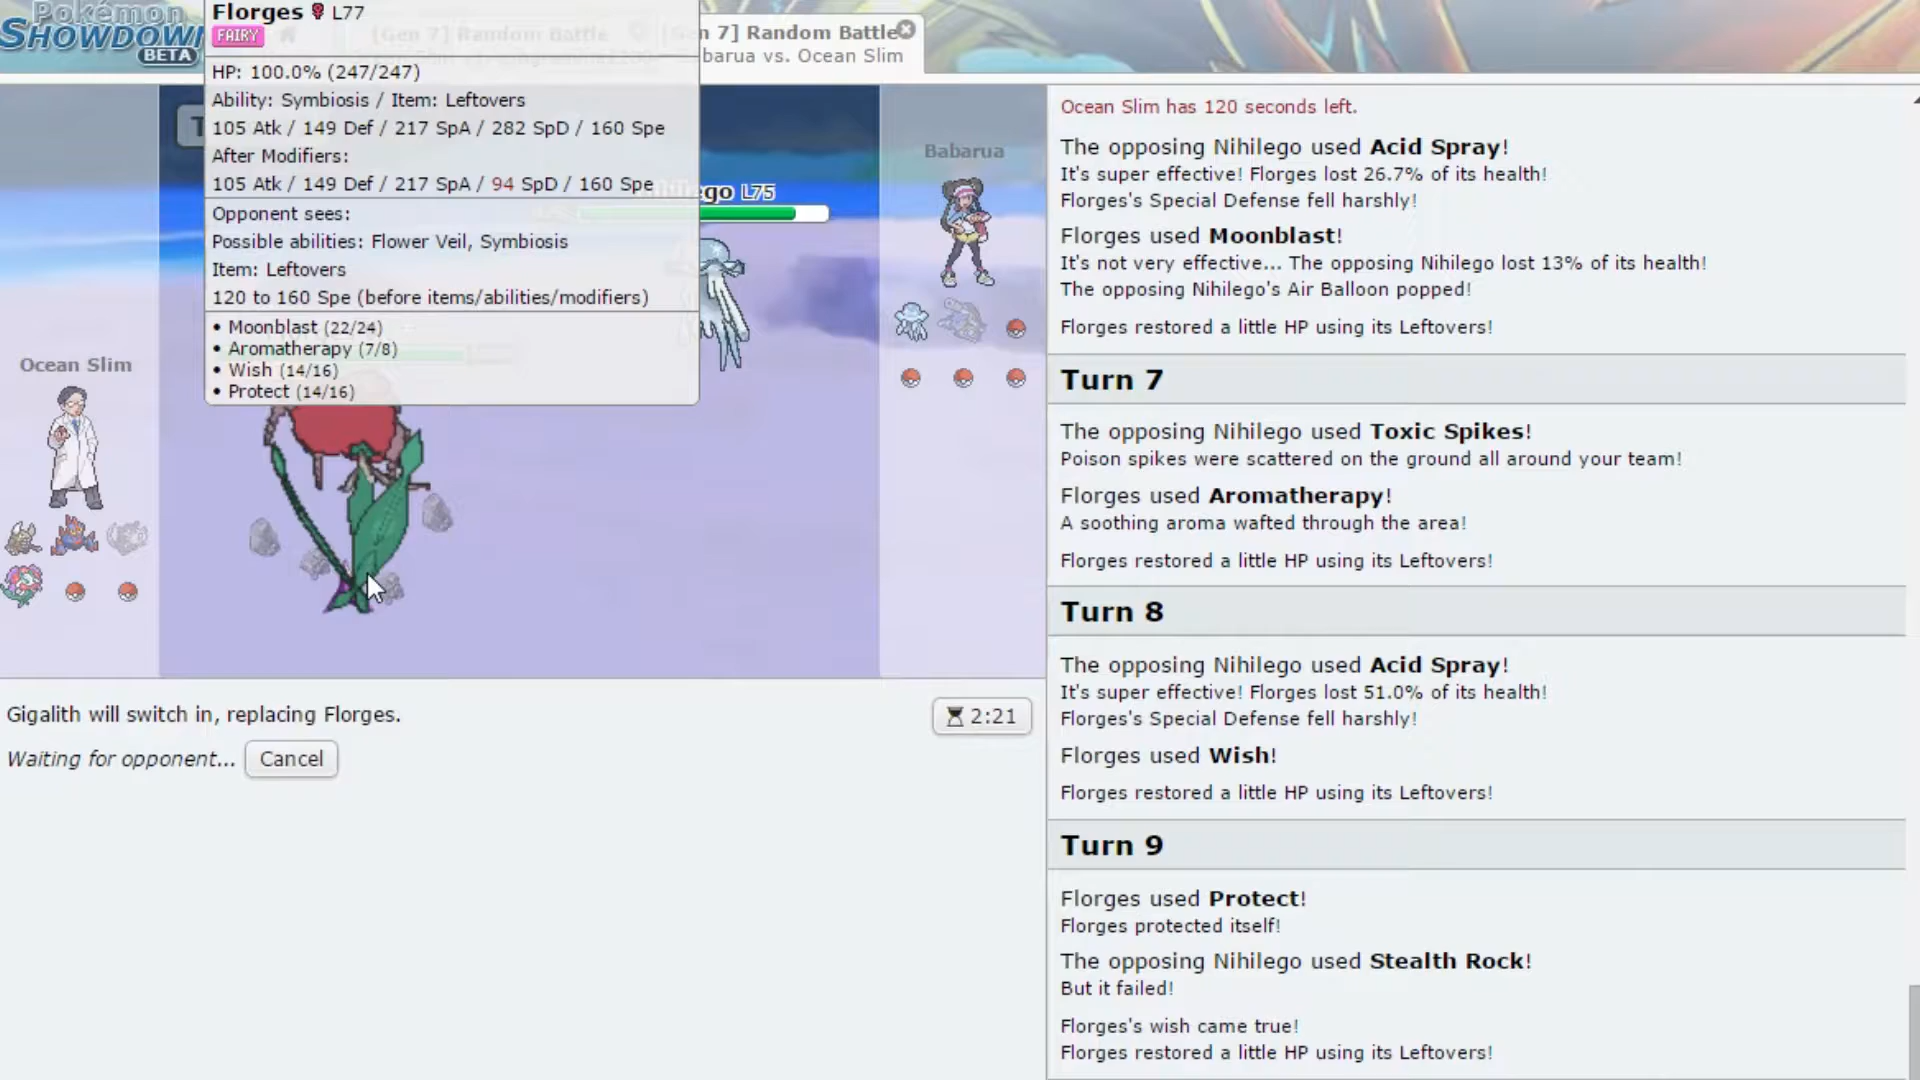 Pokémon
SHOWDOWN
BETA
Florges L77
FAIRY
HP: 100.0% (247/247)
Ability: Symbiosis / Item: Leftovers
105 Atk / 149 Def / 217 SpA / 282 SpD / 160 Spe
After Modifiers:
105 Atk / 149 Def / 217 SpA / 94 SpD / 160 Spe
Opponent sees:
Possible abilities: Flower Veil, Symbiosis
Item: Leftovers
120 to 160 Spe (before items/abilities/modifiers)
• Moonblast (22/24)
• Aromatherapy (7/8)
• Wish (14/16)
• Protect (14/16)
[Gen 7] Random Battle
[Gen 7] Random Battle
barua vs. Ocean Slim
ego L75
Babarua
Ocean Slim
Gigalith will switch in, replacing Florges.
2:21
Waiting for opponent... Cancel
Ocean Slim has 120 seconds left.
The opposing Nihilego used Acid Spray!
It's super effective! Florges lost 26.7% of its health!
Florges's Special Defense fell harshly!
Florges used Moonblast!
It's not very effective... The opposing Nihilego lost 13% of its health!
The opposing Nihilego's Air Balloon popped!
Florges restored a little HP using its Leftovers!
Turn 7
The opposing Nihilego used Toxic Spikes!
Poison spikes were scattered on the ground all around your team!
Florges used Aromatherapy!
A soothing aroma wafted through the area!
Florges restored a little HP using its Leftovers!
Turn 8
The opposing Nihilego used Acid Spray!
It's super effective! Florges lost 51.0% of its health!
Florges's Special Defense fell harshly!
Florges used Wish!
Florges restored a little HP using its Leftovers!
Turn 9
Florges used Protect!
Florges protected itself!
The opposing Nihilego used Stealth Rock!
But it failed!
Florges's wish came true!
Florges restored a little HP using its Leftovers!